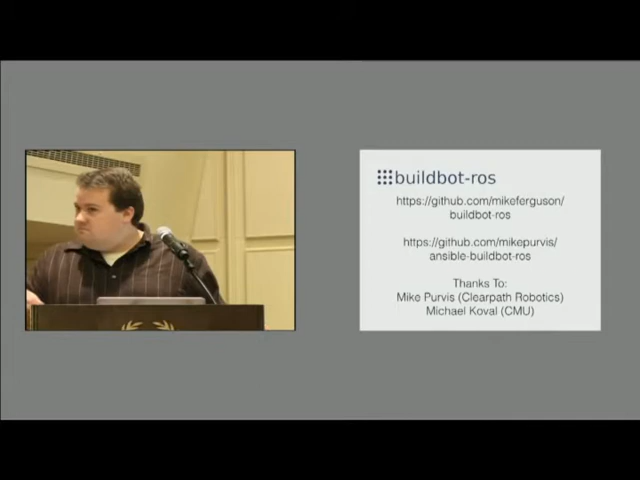 buildbot-ros
https://github.com/mikeferguson/
buildbot-ros
https://github.com/mikepurvis/
ansible-buildbot-ros
Thanks To:
Mike Purvis (Clearpath Robotics)
Michael Koval (CMU)